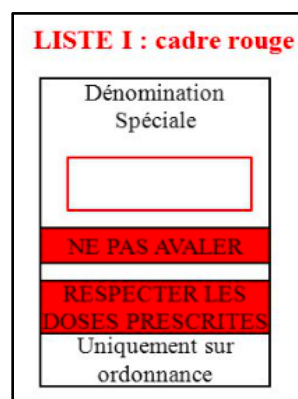 LISTE I : cadre rouge
Dénomination
Spéciale
NE PAS AVALER
RESPECTER LES
DOSES PRESCRITES
Uniquement sur
ordonnance